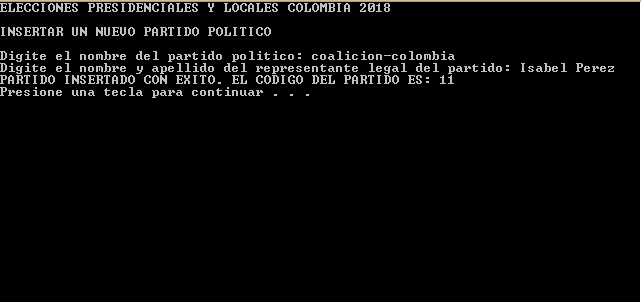 ELECCIONES PRESIDENCIALES Y LOCALES COLOMBIA 2018
INSERTAR UN NUEVO PARTIDO POLITICO
Digite el nombre del partido politico: coalicion-colombia
Digite el nombre y apellido del representante legal del partido: Isabel Perez
PARTIDO INSERTADO CON EXITO. EL CODIGO DEL PARTIDO ES: 11
Presione una tecla para continuar . . .